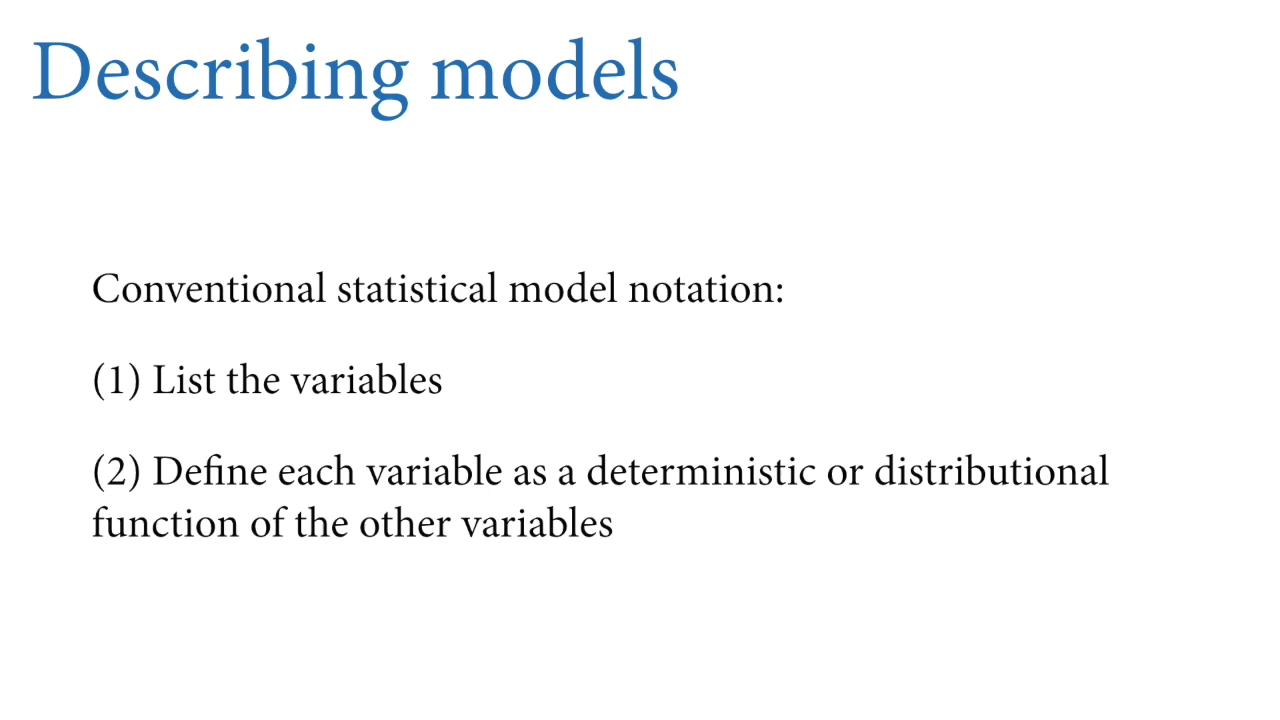 Describing models
Conventional statistical model notation:
(1) List the variables
(2) Define each variable as a deterministic or distributional
function of the other variables